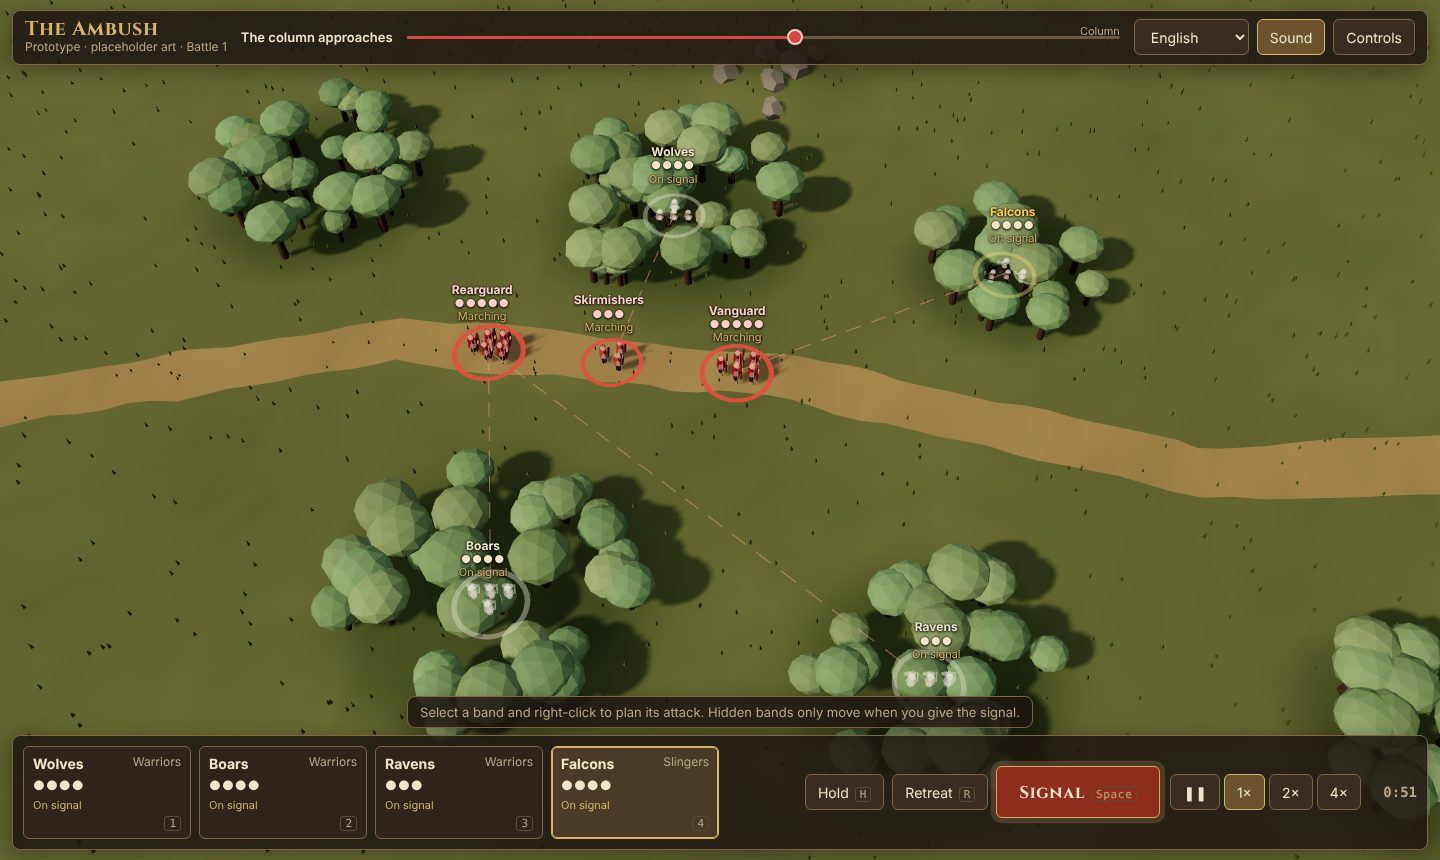 The Ambush
Prototype · placeholder art · Battle 1
The column approaches
Column
English
Sound
Controls
Wolves
On signal
Falcons
On signal
Rearguard
Marching
Skirmishers
Marching
Vanguard
Marching
Boars
On signal
Ravens
On signal
Select a band and right-click to plan its attack. Hidden bands only move when you give the signal.
Wolves Warriors
On signal
1
Boars Warriors
On signal
2
Ravens Warriors
On signal
3
Falcons Slingers
On signal
4
Hold H
Retreat R
Signal Space
1×
2×
4×
0:51